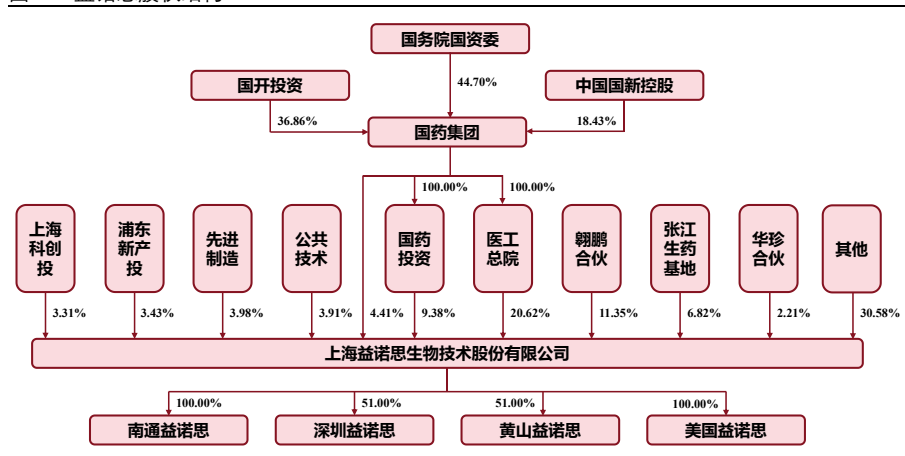 国务院国资委
国开投资
44.70%
中国国新控股
36.86%
国药集团
18.43%
100.00%
100.00%
上海
科创
投
浦东
新产
投
先进
制造
公共
技术
国药
投资
医工
总院
翱鹏
合伙
张江
生药
基地
华珍
合伙
其他
3.31%
3.43%
3.98%
3.91%
4.41%
9.38%
20.62%
11.35%
6.82%
2.21%
30.58%
上海益诺思生物技术股份有限公司
100.00%
51.00%
51.00%
100.00%
南通益诺思
深圳益诺思
黄山益诺思
美国益诺思